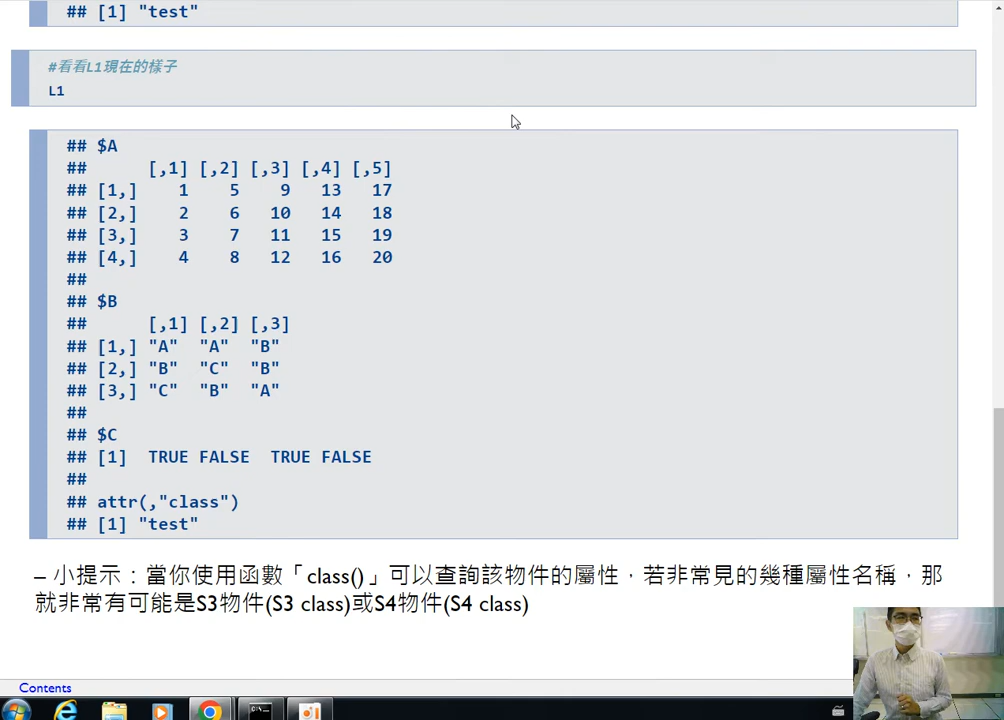 ## [1] "test"
#看看L1現在的樣子
L1
## $A
##      [,1] [,2] [,3] [,4] [,5]
## [1,]    1    5    9   13   17
## [2,]    2    6   10   14   18
## [3,]    3    7   11   15   19
## [4,]    4    8   12   16   20
##
## $B
##      [,1] [,2] [,3]
## [1,] "A"  "A"  "B"
## [2,] "B"  "C"  "B"
## [3,] "C"  "B"  "A"
##
## $C
## [1]  TRUE FALSE  TRUE FALSE
##
## attr(,"class")
## [1] "test"
– 小提示：當你使用函數「class()」可以查詢該物件的屬性，若非常見的幾種屬性名稱，那
就非常有可能是S3物件(S3 class)或S4物件(S4 class)
Contents